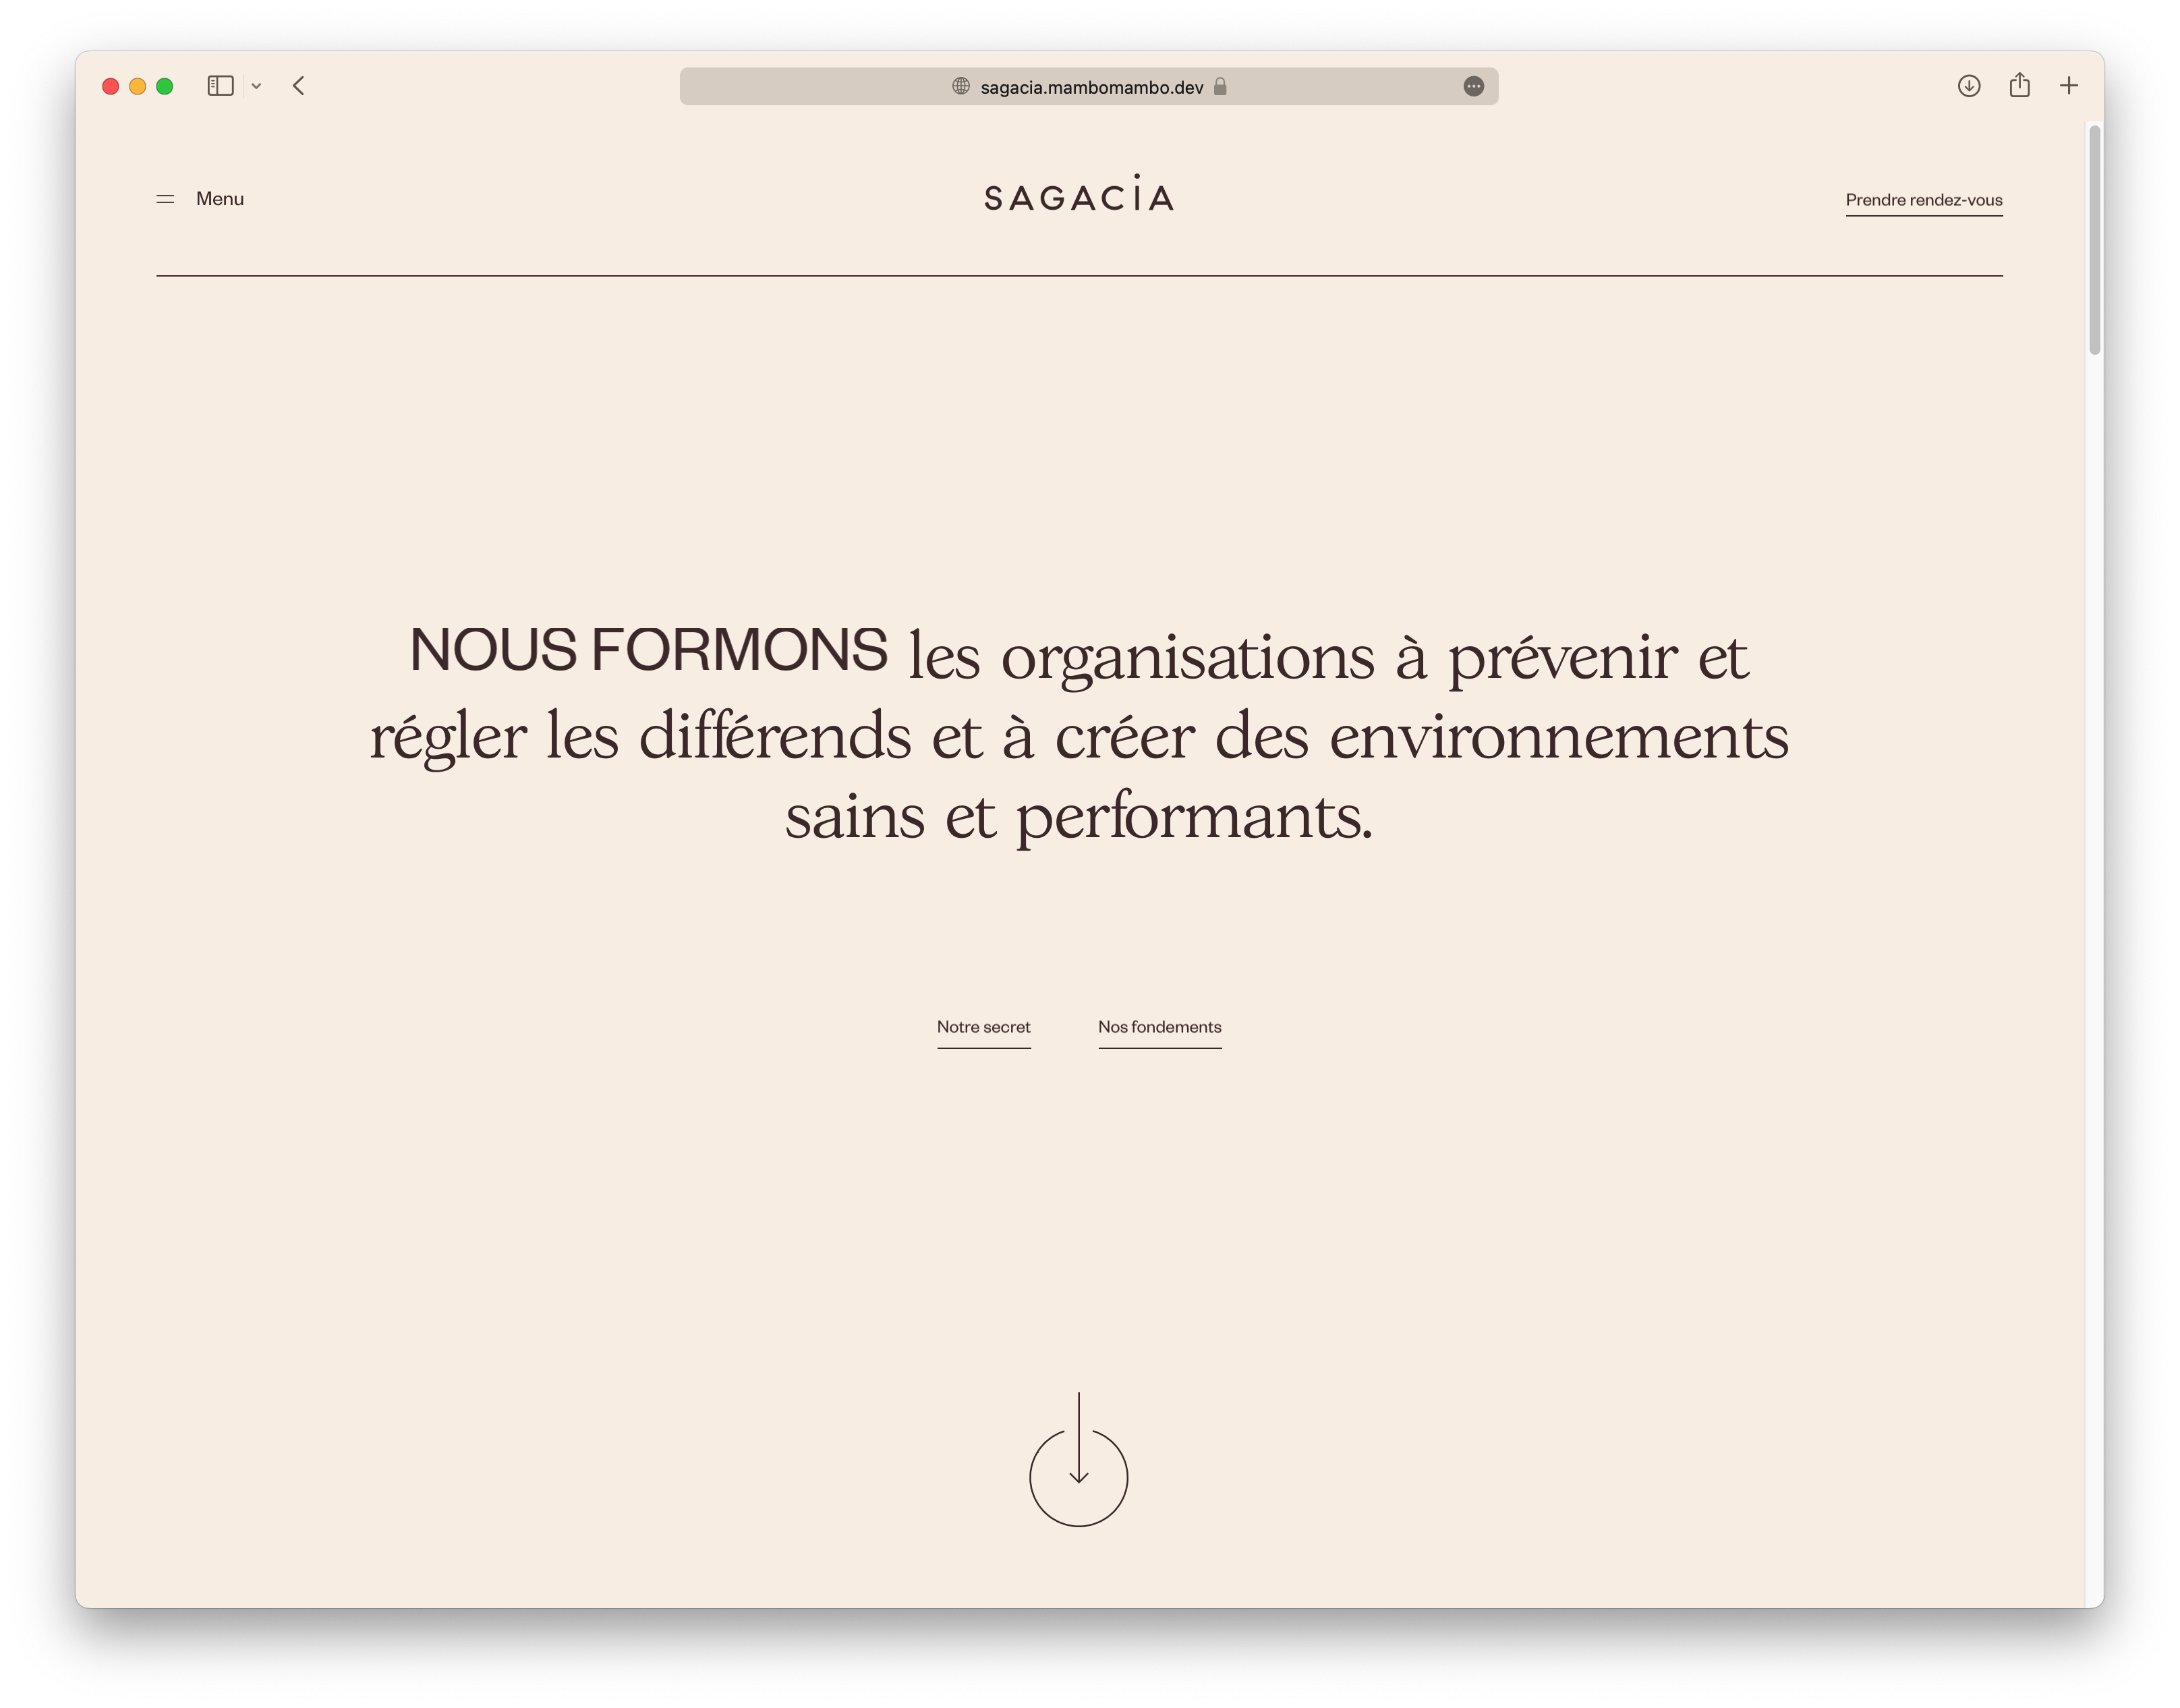 sagacia.mambomambo.dev
Menu
SAGACiA
Prendre rendez-vous
NOUS FORMONS les organisations à prévenir et
régler les différends et à créer des environnements
sains et performants.
Notre secret
Nos fondements